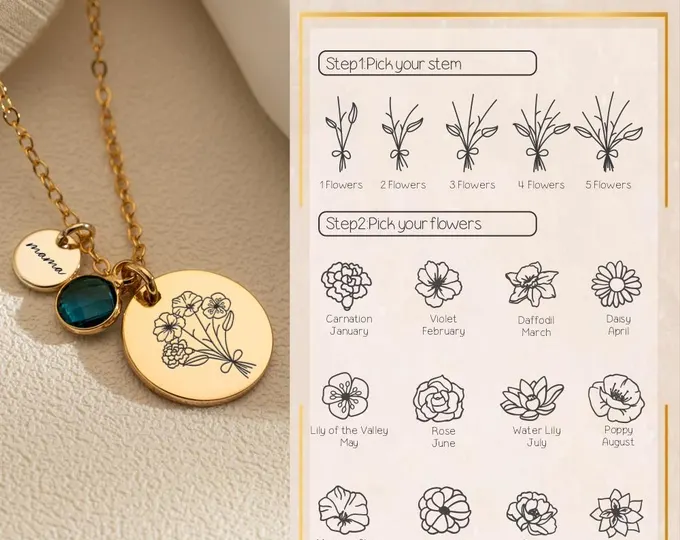 mama
Step1:Pick your stem
1 Flowers 2 Flowers 3 Flowers 4 Flowers 5 Flowers
Step2:Pick your flowers
Carnation January
Violet February
Daffodil March
Daisy April
Lily of the Valley May
Rose June
Water Lily July
Poppy August